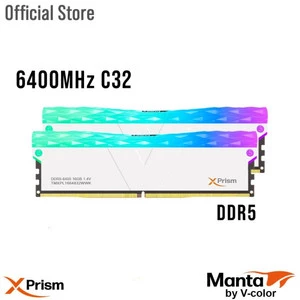 Official Store
6400MHz C32
XPrism
DDR5
XPrism
Manta
by V-color